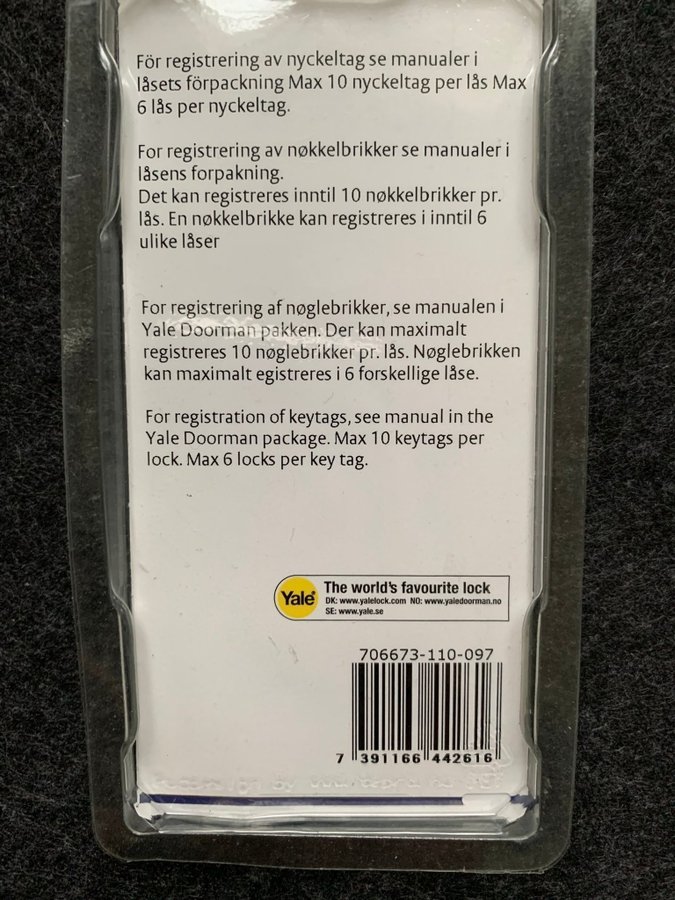 För registrering av nyckeltag se manualer i
låsets förpackning Max 10 nyckeltag per lås Max
6 lås per nyckeltag.
For registrering av nøkkelbrikker se manualer i
låsens forpakning.
Det kan registreres inntil 10 nøkkelbrikker pr.
lås. En nøkkelbrikke kan registreres i inntil 6
ulike låser
For registrering af nøglebrikker, se manualen i
Yale Doorman pakken. Der kan maximalt
registreres 10 nøglebrikker pr. lås. Nøglebrikken
kan maximalt egistreres i 6 forskellige låse.
For registration of keytags, see manual in the
Yale Doorman package. Max 10 keytags per
lock. Max 6 locks per key tag.
Yale®
The world's favourite lock
DK: www.yalelock.com NO: www.yaledoorman.no
SE: www.yale.se
706673-110-097
7 391166 442616